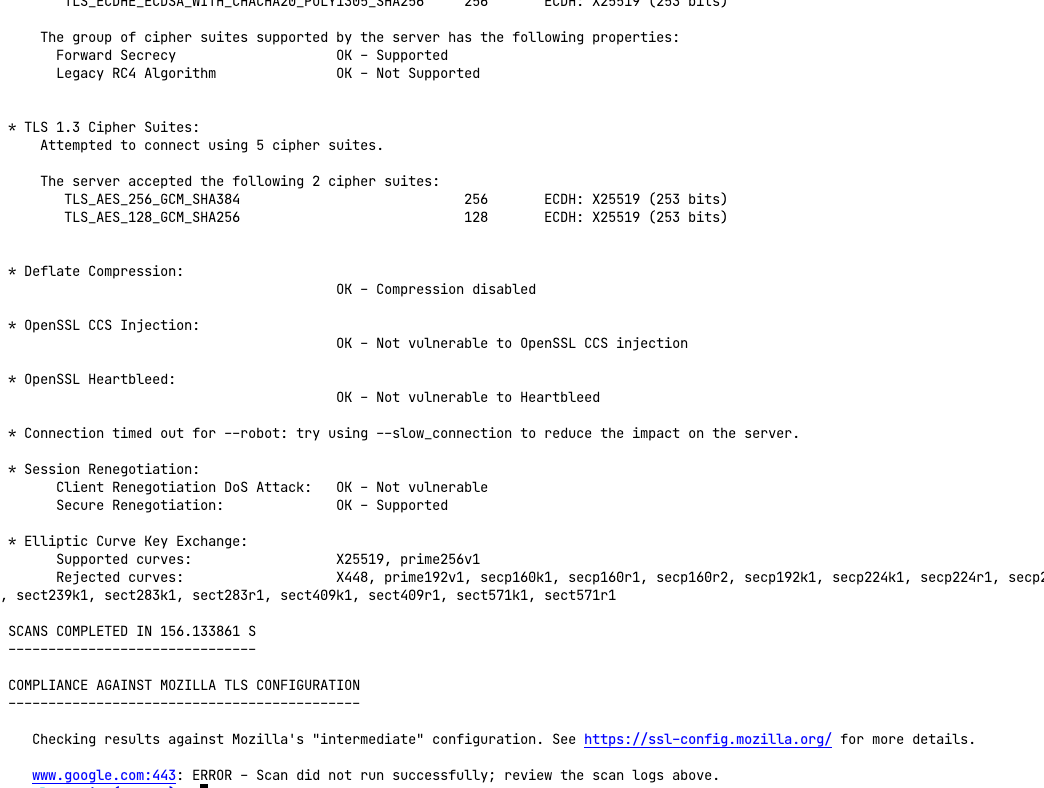 TLS_ECDHE_ECDSA_WITH_CHACHA20_POLY1305_SHA256 256 ECDH: X25519 (253 bits)
The group of cipher suites supported by the server has the following properties:
Forward Secrecy OK - Supported
Legacy RC4 Algorithm OK - Not Supported
* TLS 1.3 Cipher Suites:
Attempted to connect using 5 cipher suites.
The server accepted the following 2 cipher suites:
TLS_AES_256_GCM_SHA384 256 ECDH: X25519 (253 bits)
TLS_AES_128_GCM_SHA256 128 ECDH: X25519 (253 bits)
* Deflate Compression:
OK - Compression disabled
* OpenSSL CCS Injection:
OK - Not vulnerable to OpenSSL CCS injection
* OpenSSL Heartbleed:
OK - Not vulnerable to Heartbleed
* Connection timed out for --robot: try using --slow_connection to reduce the impact on the server.
* Session Renegotiation:
Client Renegotiation DoS Attack: OK - Not vulnerable
Secure Renegotiation: OK - Supported
* Elliptic Curve Key Exchange:
Supported curves: X25519, prime256v1
Rejected curves: X448, prime192v1, secp160k1, secp160r1, secp160r2, secp192k1, secp224k1, secp224r1,
, sect239k1, sect283k1, sect283r1, sect409k1, sect409r1, sect571k1, sect571r1
SCANS COMPLETED IN 156.133861 S
-------------------------------
COMPLIANCE AGAINST MOZILLA TLS CONFIGURATION
--------------------------------------------
Checking results against Mozilla's "intermediate" configuration. See https://ssl-config.mozilla.org/ for more details.
www.google.com:443: ERROR - Scan did not run successfully; review the scan logs above.